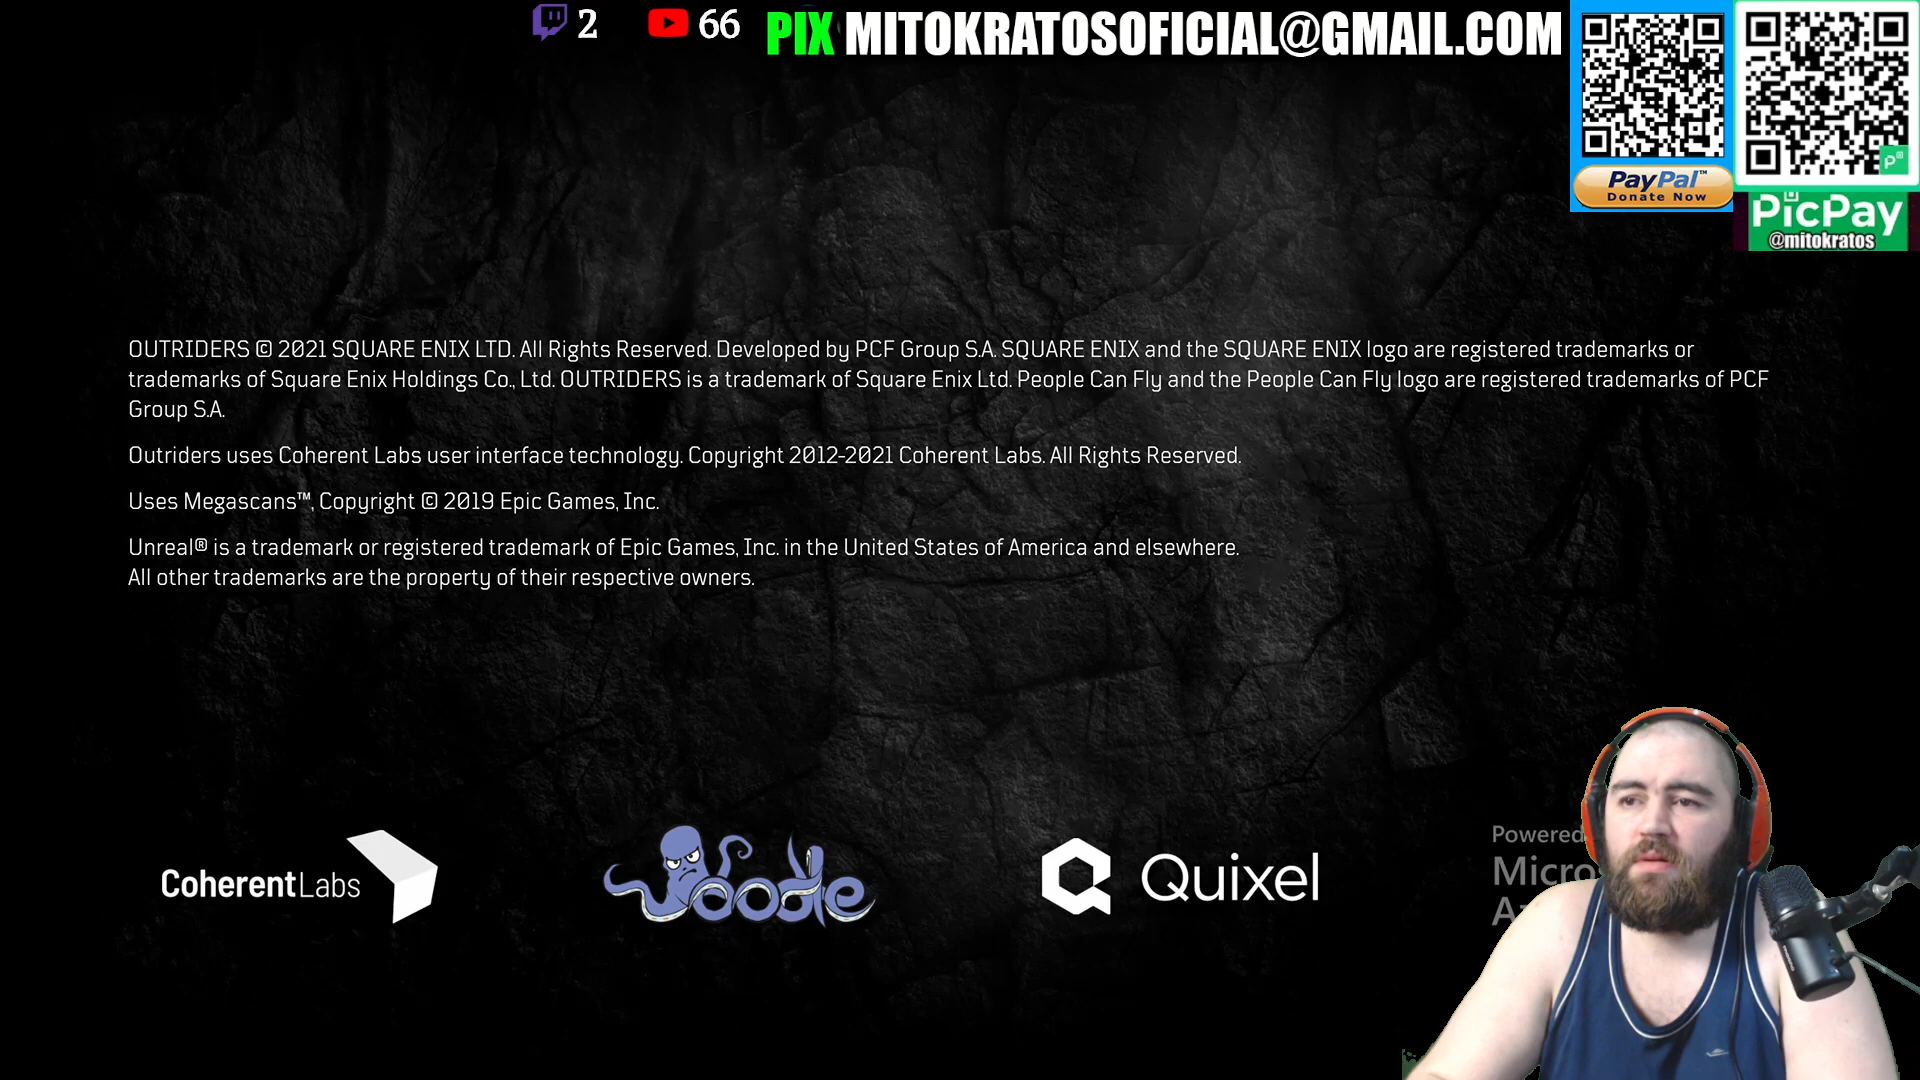 2 66 PIX MITOKRATOSOFICIAL@GMAIL.COM
PayPal™
Donate Now
PicPay
@mitokratos
OUTRIDERS © 2021 SQUARE ENIX LTD. All Rights Reserved. Developed by PCF Group S.A. SQUARE ENIX and the SQUARE ENIX logo are registered trademarks or
trademarks of Square Enix Holdings Co., Ltd. OUTRIDERS is a trademark of Square Enix Ltd. People Can Fly and the People Can Fly logo are registered trademarks of PCF
Group S.A.
Outriders uses Coherent Labs user interface technology. Copyright 2012-2021 Coherent Labs. All Rights Reserved.
Uses Megascans™, Copyright © 2019 Epic Games, Inc.
Unreal® is a trademark or registered trademark of Epic Games, Inc. in the United States of America and elsewhere.
All other trademarks are the property of their respective owners.
CoherentLabs
oodle
Quixel
Powered
Micro